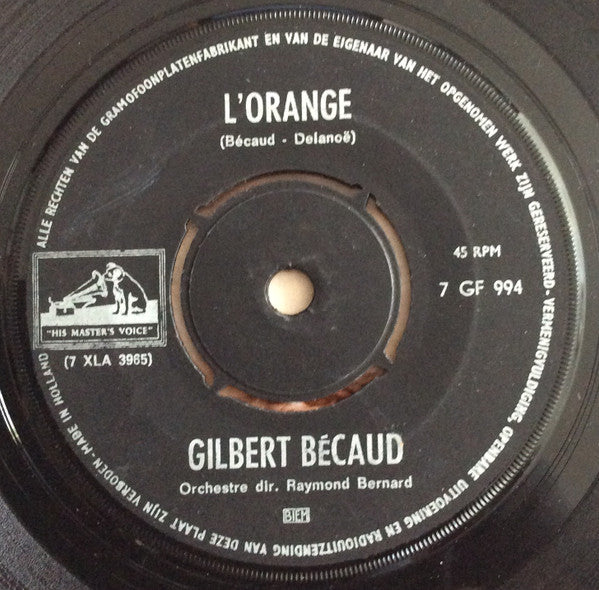 ALLE RECHTEN VAN DE GRAMOFOONPLATENFABRIKANT EN VAN DE EIGENAAR VAN HET OPGENOMEN WERK ZIJN GERESERVEERD. VERMENIGVULDIGING, OPENBARE UITVOERING EN RADIOUITZENDING VAN DEZE PLAAT ZIJN VERBODEN-MADE IN HOLLAND
L'ORANGE
(Bécaud - Delanoë)
45 RPM
7 GF 994
"HIS MASTER'S VOICE"
(7 XLA 3965)
GILBERT BÉCAUD
Orchestre dir. Raymond Bernard
BIEM